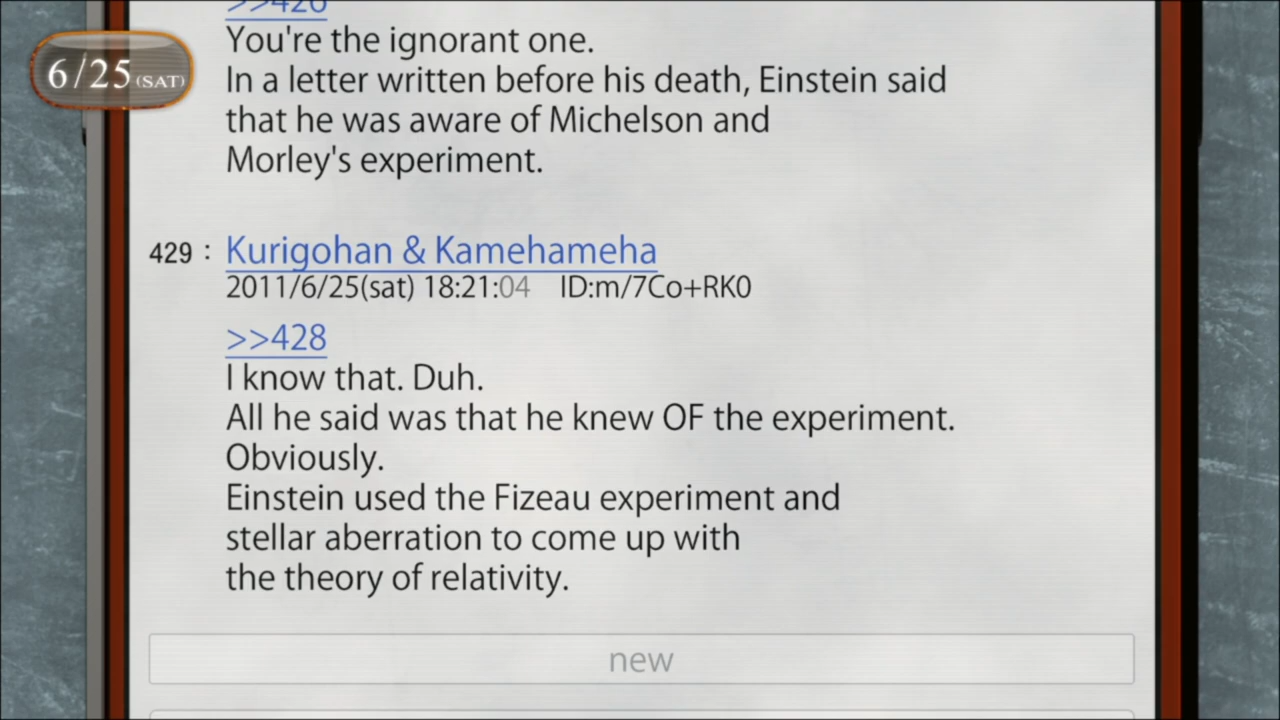 >>426
6/25(SAT)
You're the ignorant one.
In a letter written before his death, Einstein said
that he was aware of Michelson and
Morley's experiment.
429 : Kurigohan & Kamehameha
2011/6/25(sat) 18:21:04 ID:m/7Co+RK0
>>428
I know that. Duh.
All he said was that he knew OF the experiment.
Obviously.
Einstein used the Fizeau experiment and
stellar aberration to come up with
the theory of relativity.
new